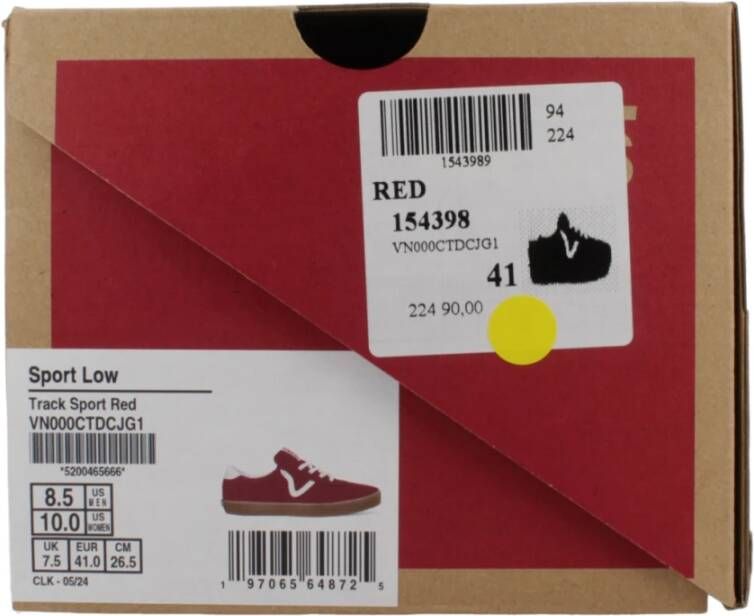 94
224
1543989
RED
154398
VN000CTDCJG1
41
224 90,00
Sport Low
Track Sport Red
VN000CTDCJG1
*5200465666*
8.5 US MEN
10.0 US WOMEN
UK EUR CM
7.5 41.0 26.5
CLK - 05/24
1 97065 64872 5